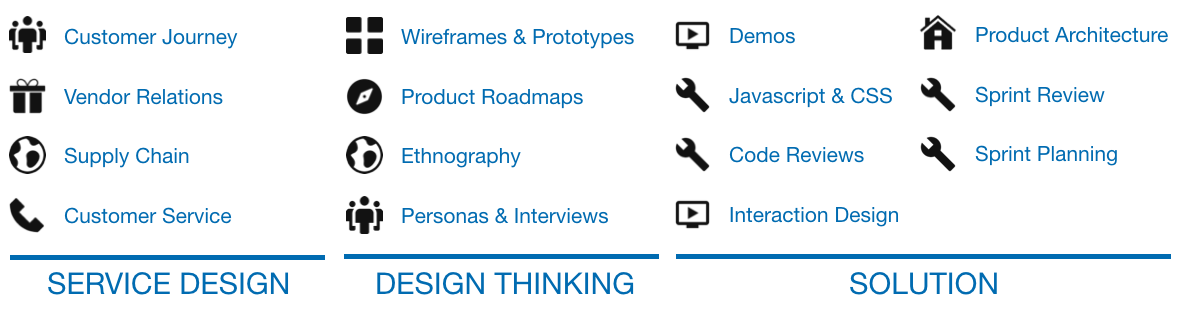 Customer Journey
Vendor Relations
Supply Chain
Customer Service
SERVICE DESIGN
Wireframes & Prototypes
Product Roadmaps
Ethnography
Personas & Interviews
DESIGN THINKING
Demos
Javascript & CSS
Code Reviews
Interaction Design
Product Architecture
Sprint Review
Sprint Planning
SOLUTION